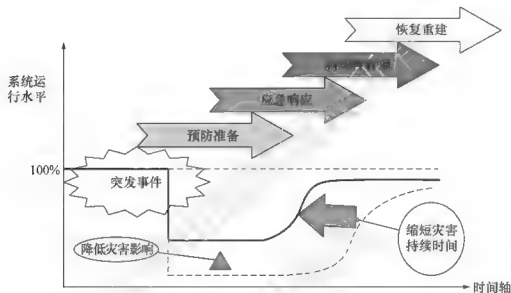 恢复重建
系统运
行水平
应急响应
预防准备
100%
突发事件
降低灾害影响
缩短灾害
持续时间
时间轴